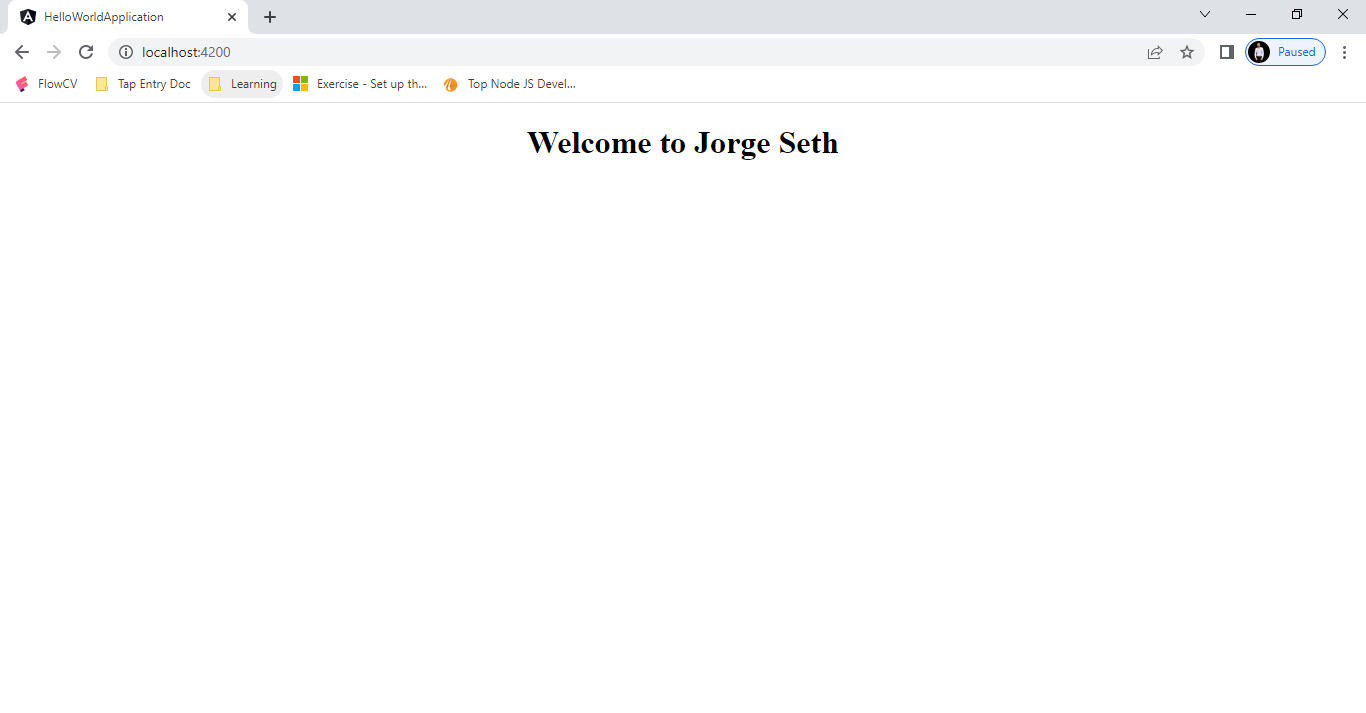 HelloWorldApplication
localhost:4200
Paused
FlowCV Tap Entry Doc Learning Exercise - Set up th... Top Node JS Devel...
Welcome to Jorge Seth